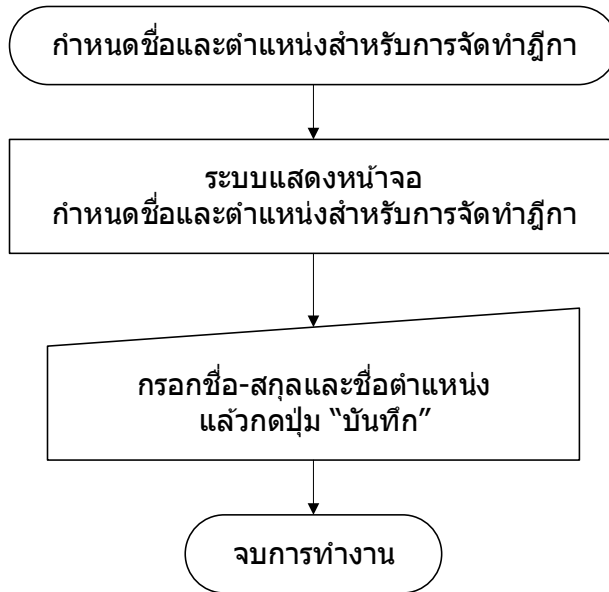 กำหนดชื่อและตำแหน่งสำหรับการจัดทำฎีกา
ระบบแสดงหน้าจอ
กำหนดชื่อและตำแหน่งสำหรับการจัดทำฎีกา
กรอกชื่อ-สกุลและชื่อตำแหน่ง
แล้วกดปุ่ม “บันทึก”
จบการทำงาน